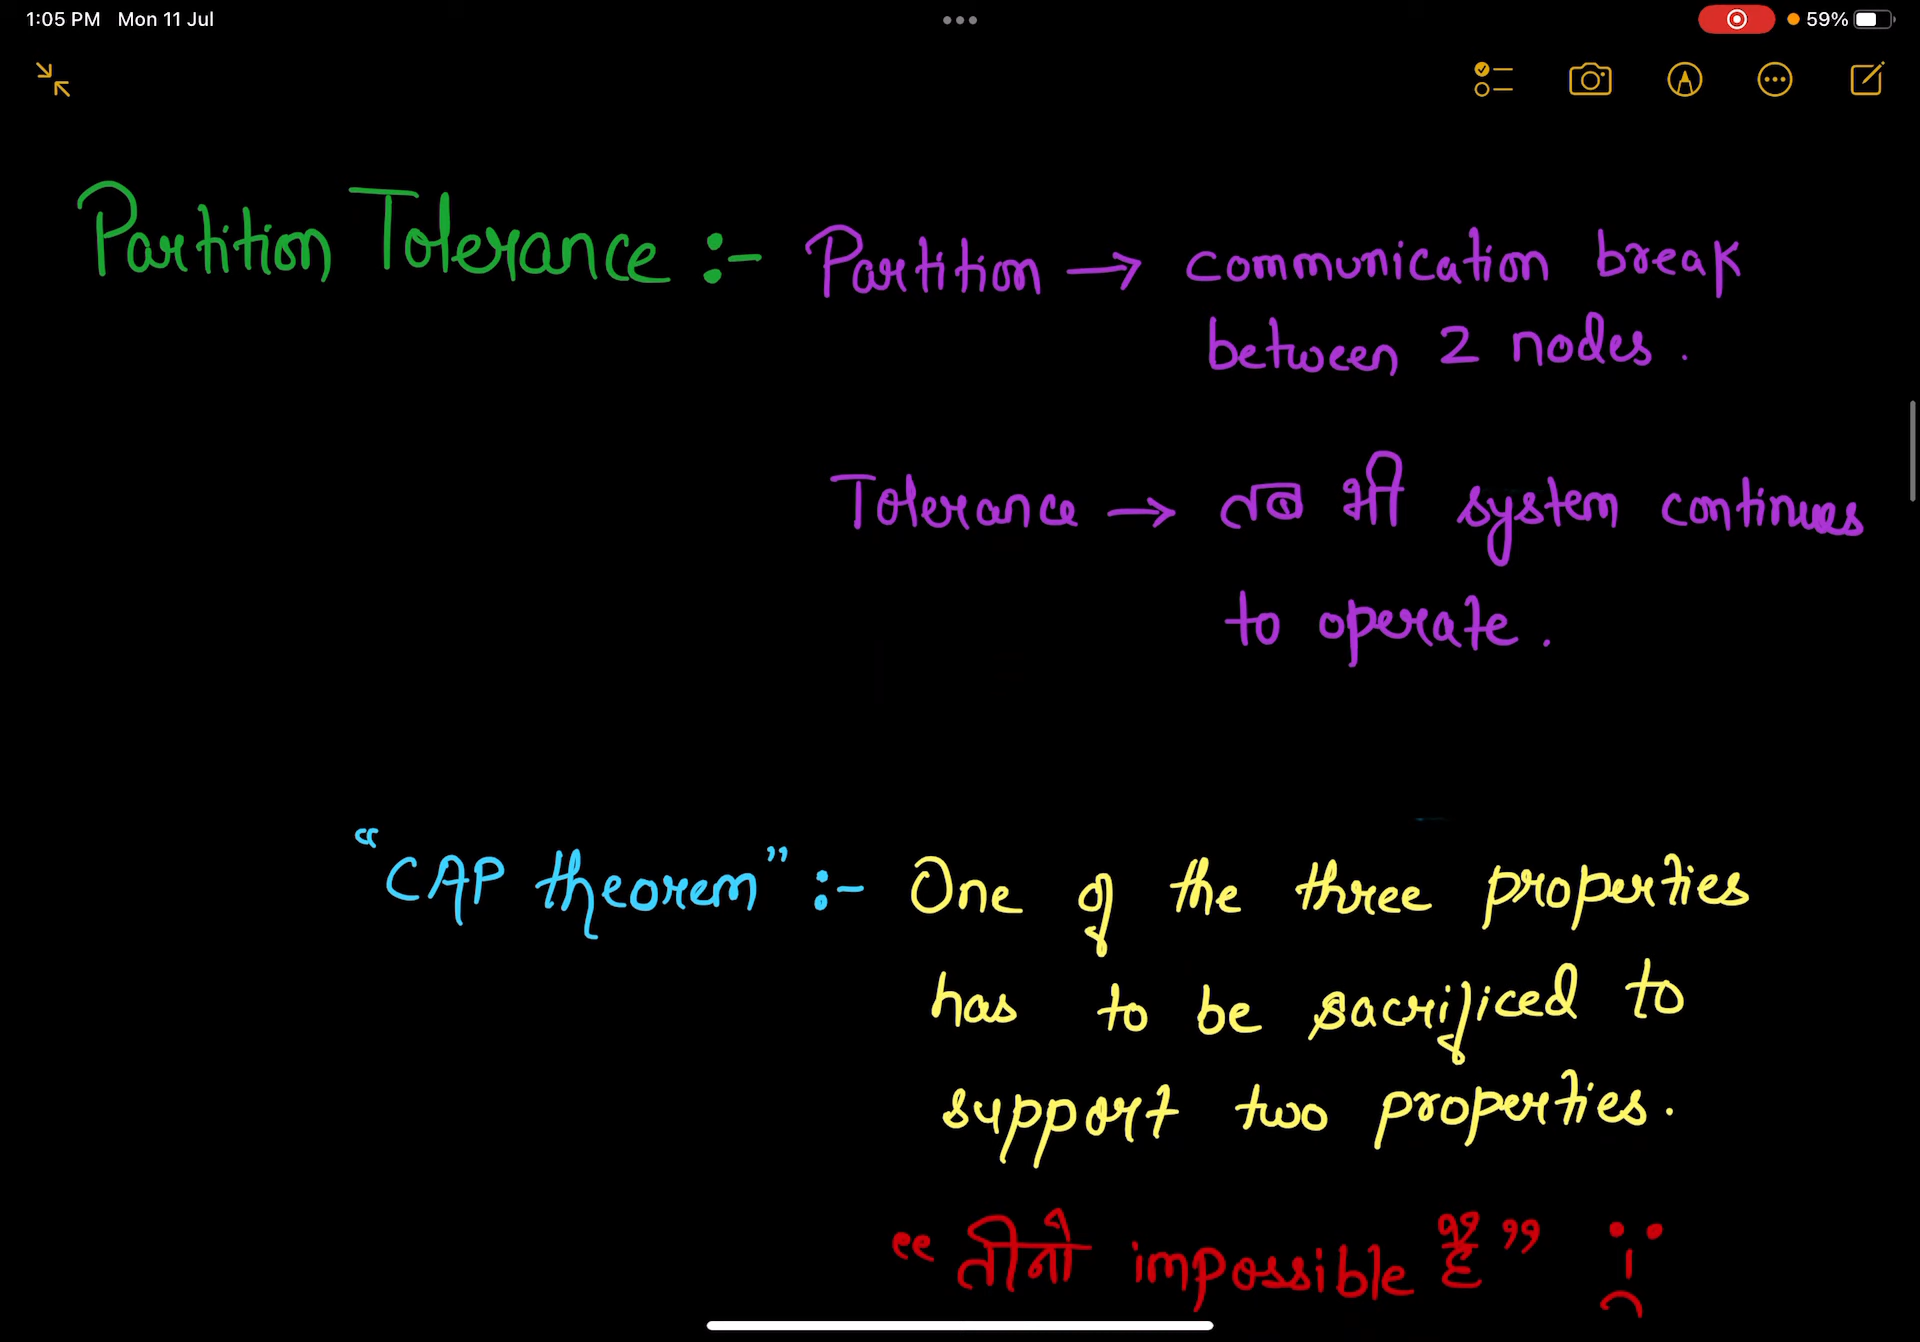 1:05 PM Mon 11 Jul
59%
Partition Tolerance :- Partition → communication break
between 2 nodes .
Tolerance → तब भी system continues
to operate .
“CAP theorem” :- One of the three properties
has to be sacrificed to
support two properties.
“ तीनों impossible हैं ”